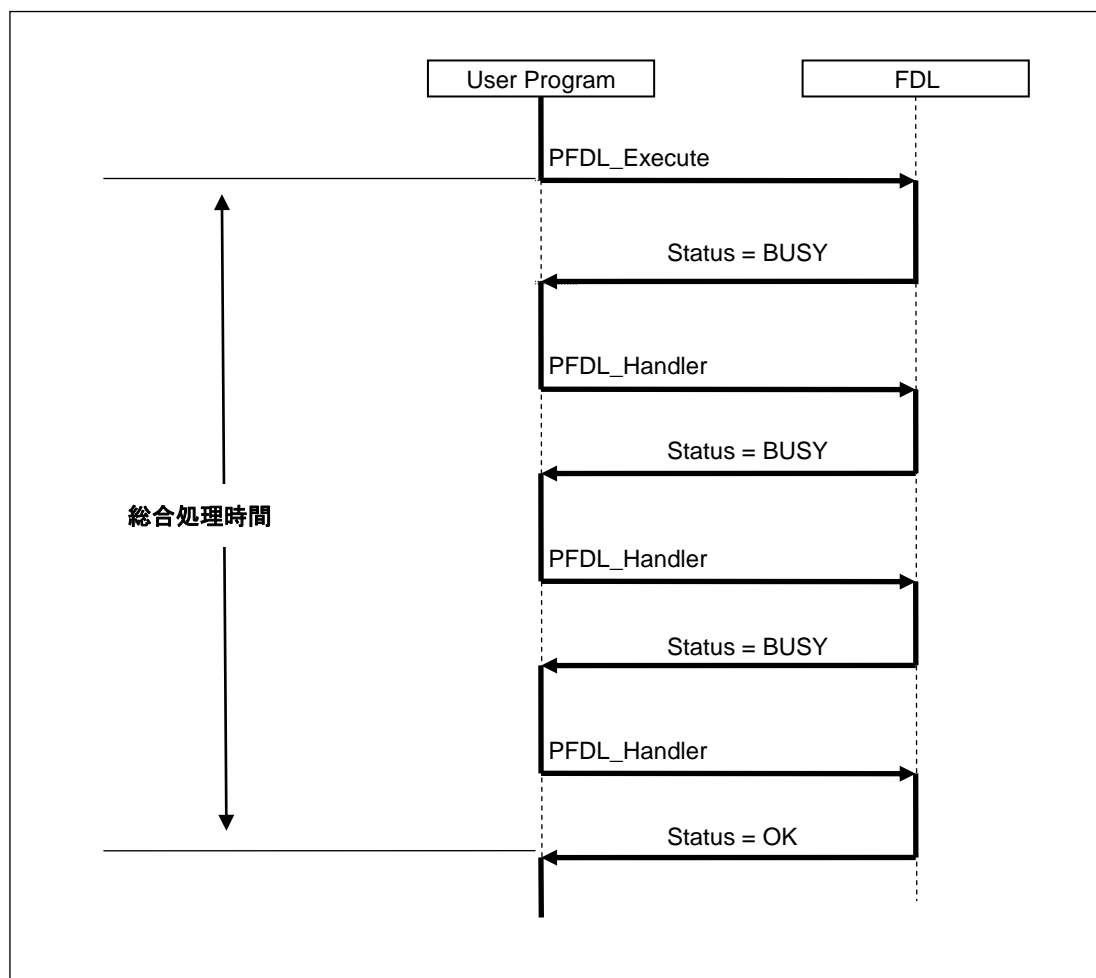 User Program
FDL
PFDL_Execute
Status = BUSY
PFDL_Handler
Status = BUSY
総合処理時間
PFDL_Handler
Status = BUSY
PFDL_Handler
Status = OK